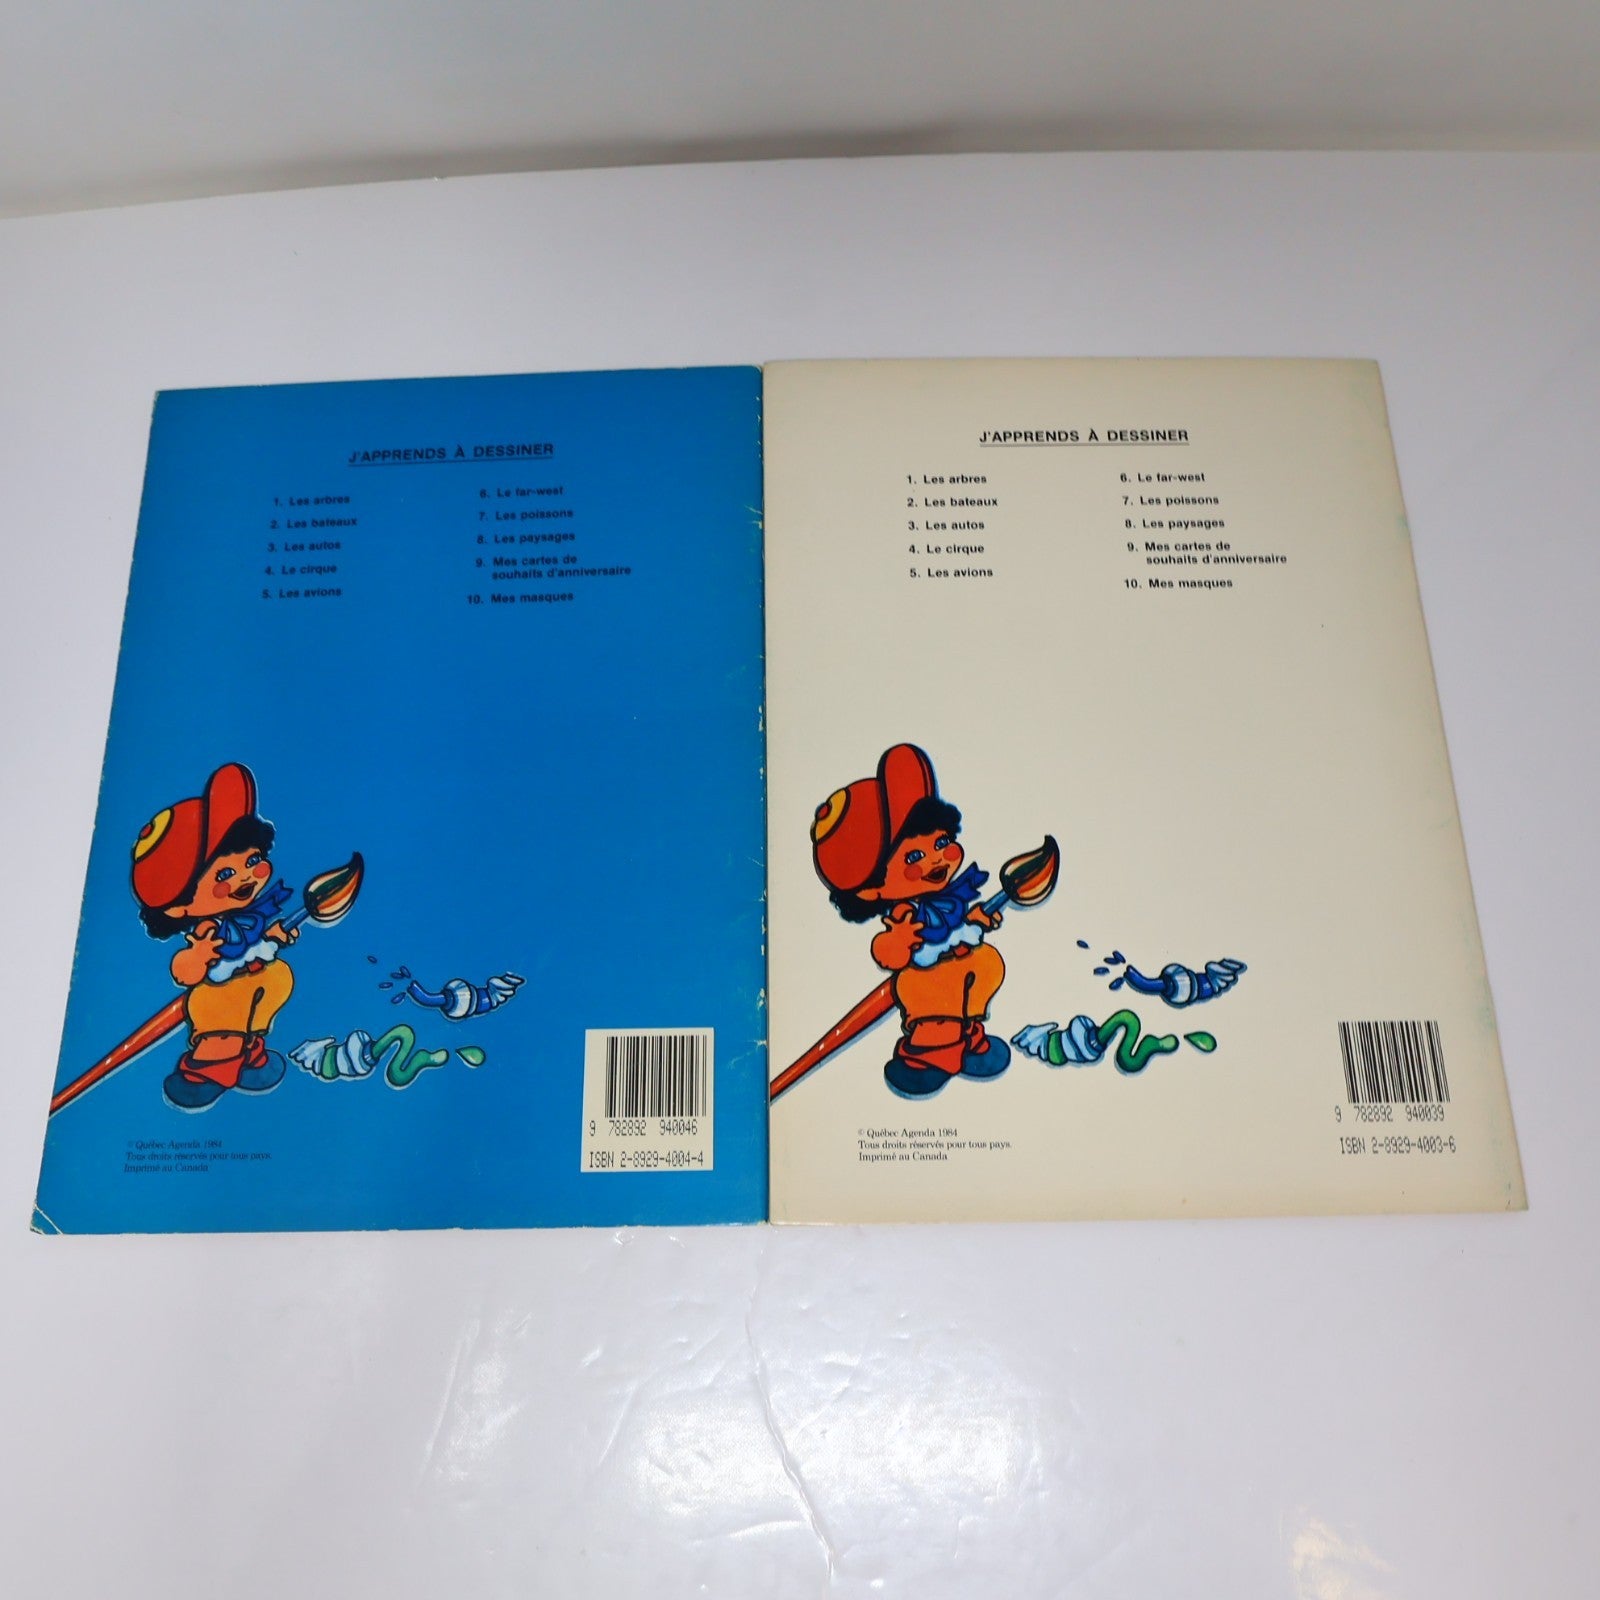 J'APPRENDS À DESSINER
1. Les arbres
2. Les bateaux
3. Les autos
4. Le cirque
5. Les avions
6. Le far-west
7. Les poissons
8. Les paysages
9. Mes cartes de
souhaits d'anniversaire
10. Mes masques
© Québec Agenda 1984
Tous droits réservés pour tous pays.
Imprimé au Canada
9 782892 940046
ISBN 2-8929-4004-4
J'APPRENDS À DESSINER
1. Les arbres
2. Les bateaux
3. Les autos
4. Le cirque
5. Les avions
6. Le far-west
7. Les poissons
8. Les paysages
9. Mes cartes de
souhaits d'anniversaire
10. Mes masques
© Québec Agenda 1984
Tous droits réservés pour tous pays.
Imprimé au Canada
9 782892 940039
ISBN 2-8929-4003-6